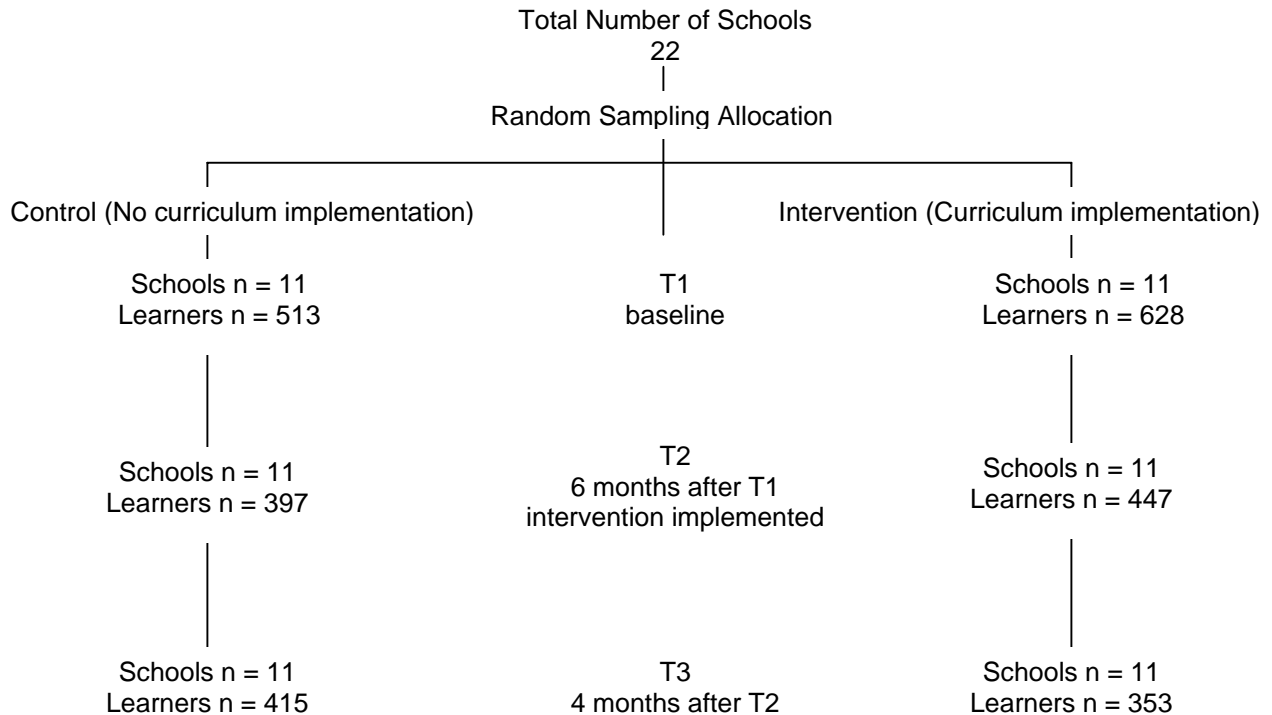 Total Number of Schools
22
Random Sampling Allocation
Control (No curriculum implementation)
Intervention (Curriculum implementation)
Schools n = 11
Learners n = 513
T1
baseline
Schools n = 11
Learners n = 628
Schools n = 11
Learners n = 397
T2
6 months after T1
intervention implemented
Schools n = 11
Learners n = 447
Schools n = 11
Learners n = 415
T3
4 months after T2
Schools n = 11
Learners n = 353